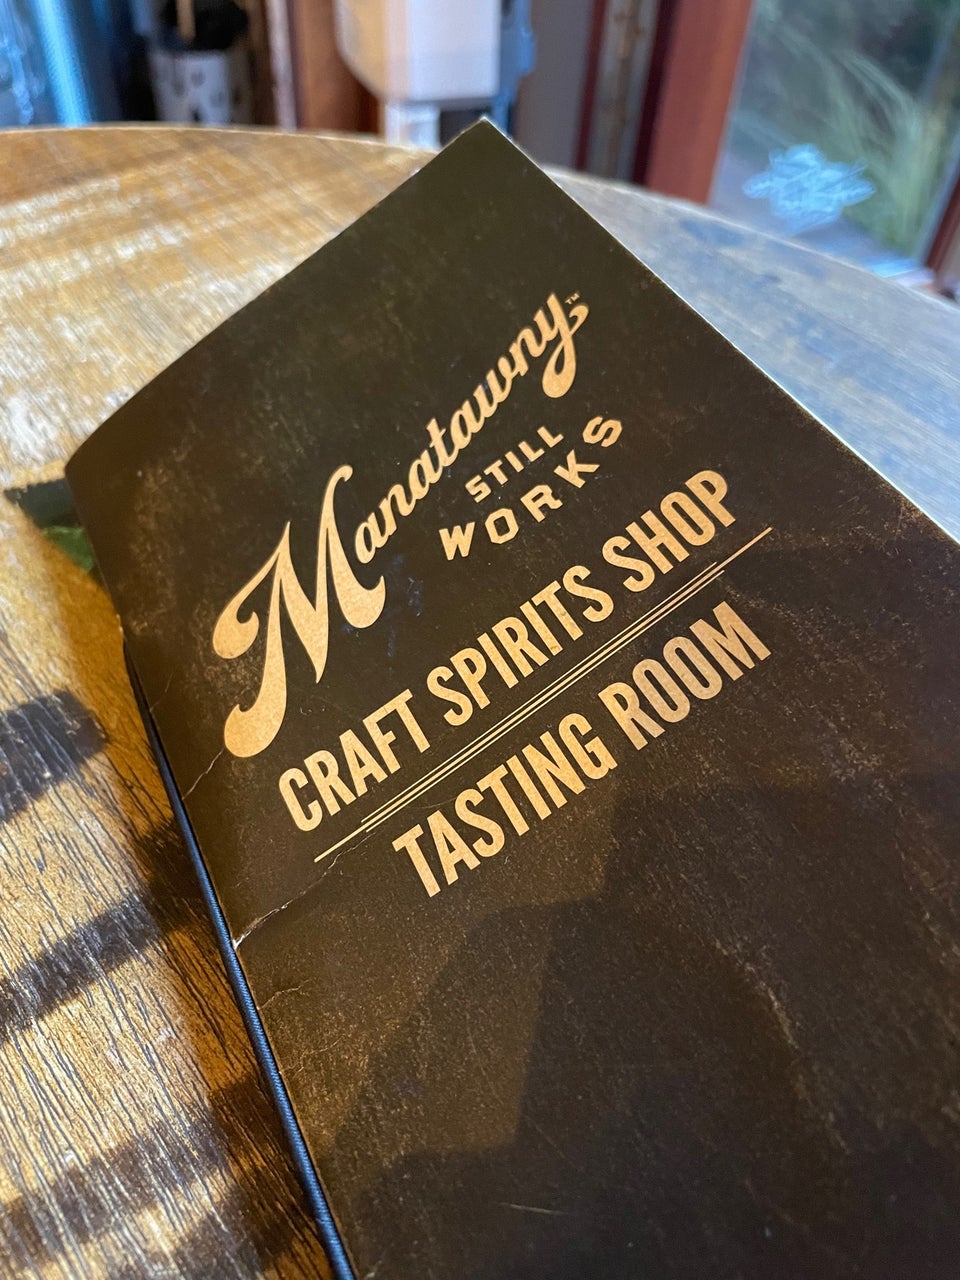 Manatawny™
STILL
WORKS
CRAFT SPIRITS SHOP
TASTING ROOM